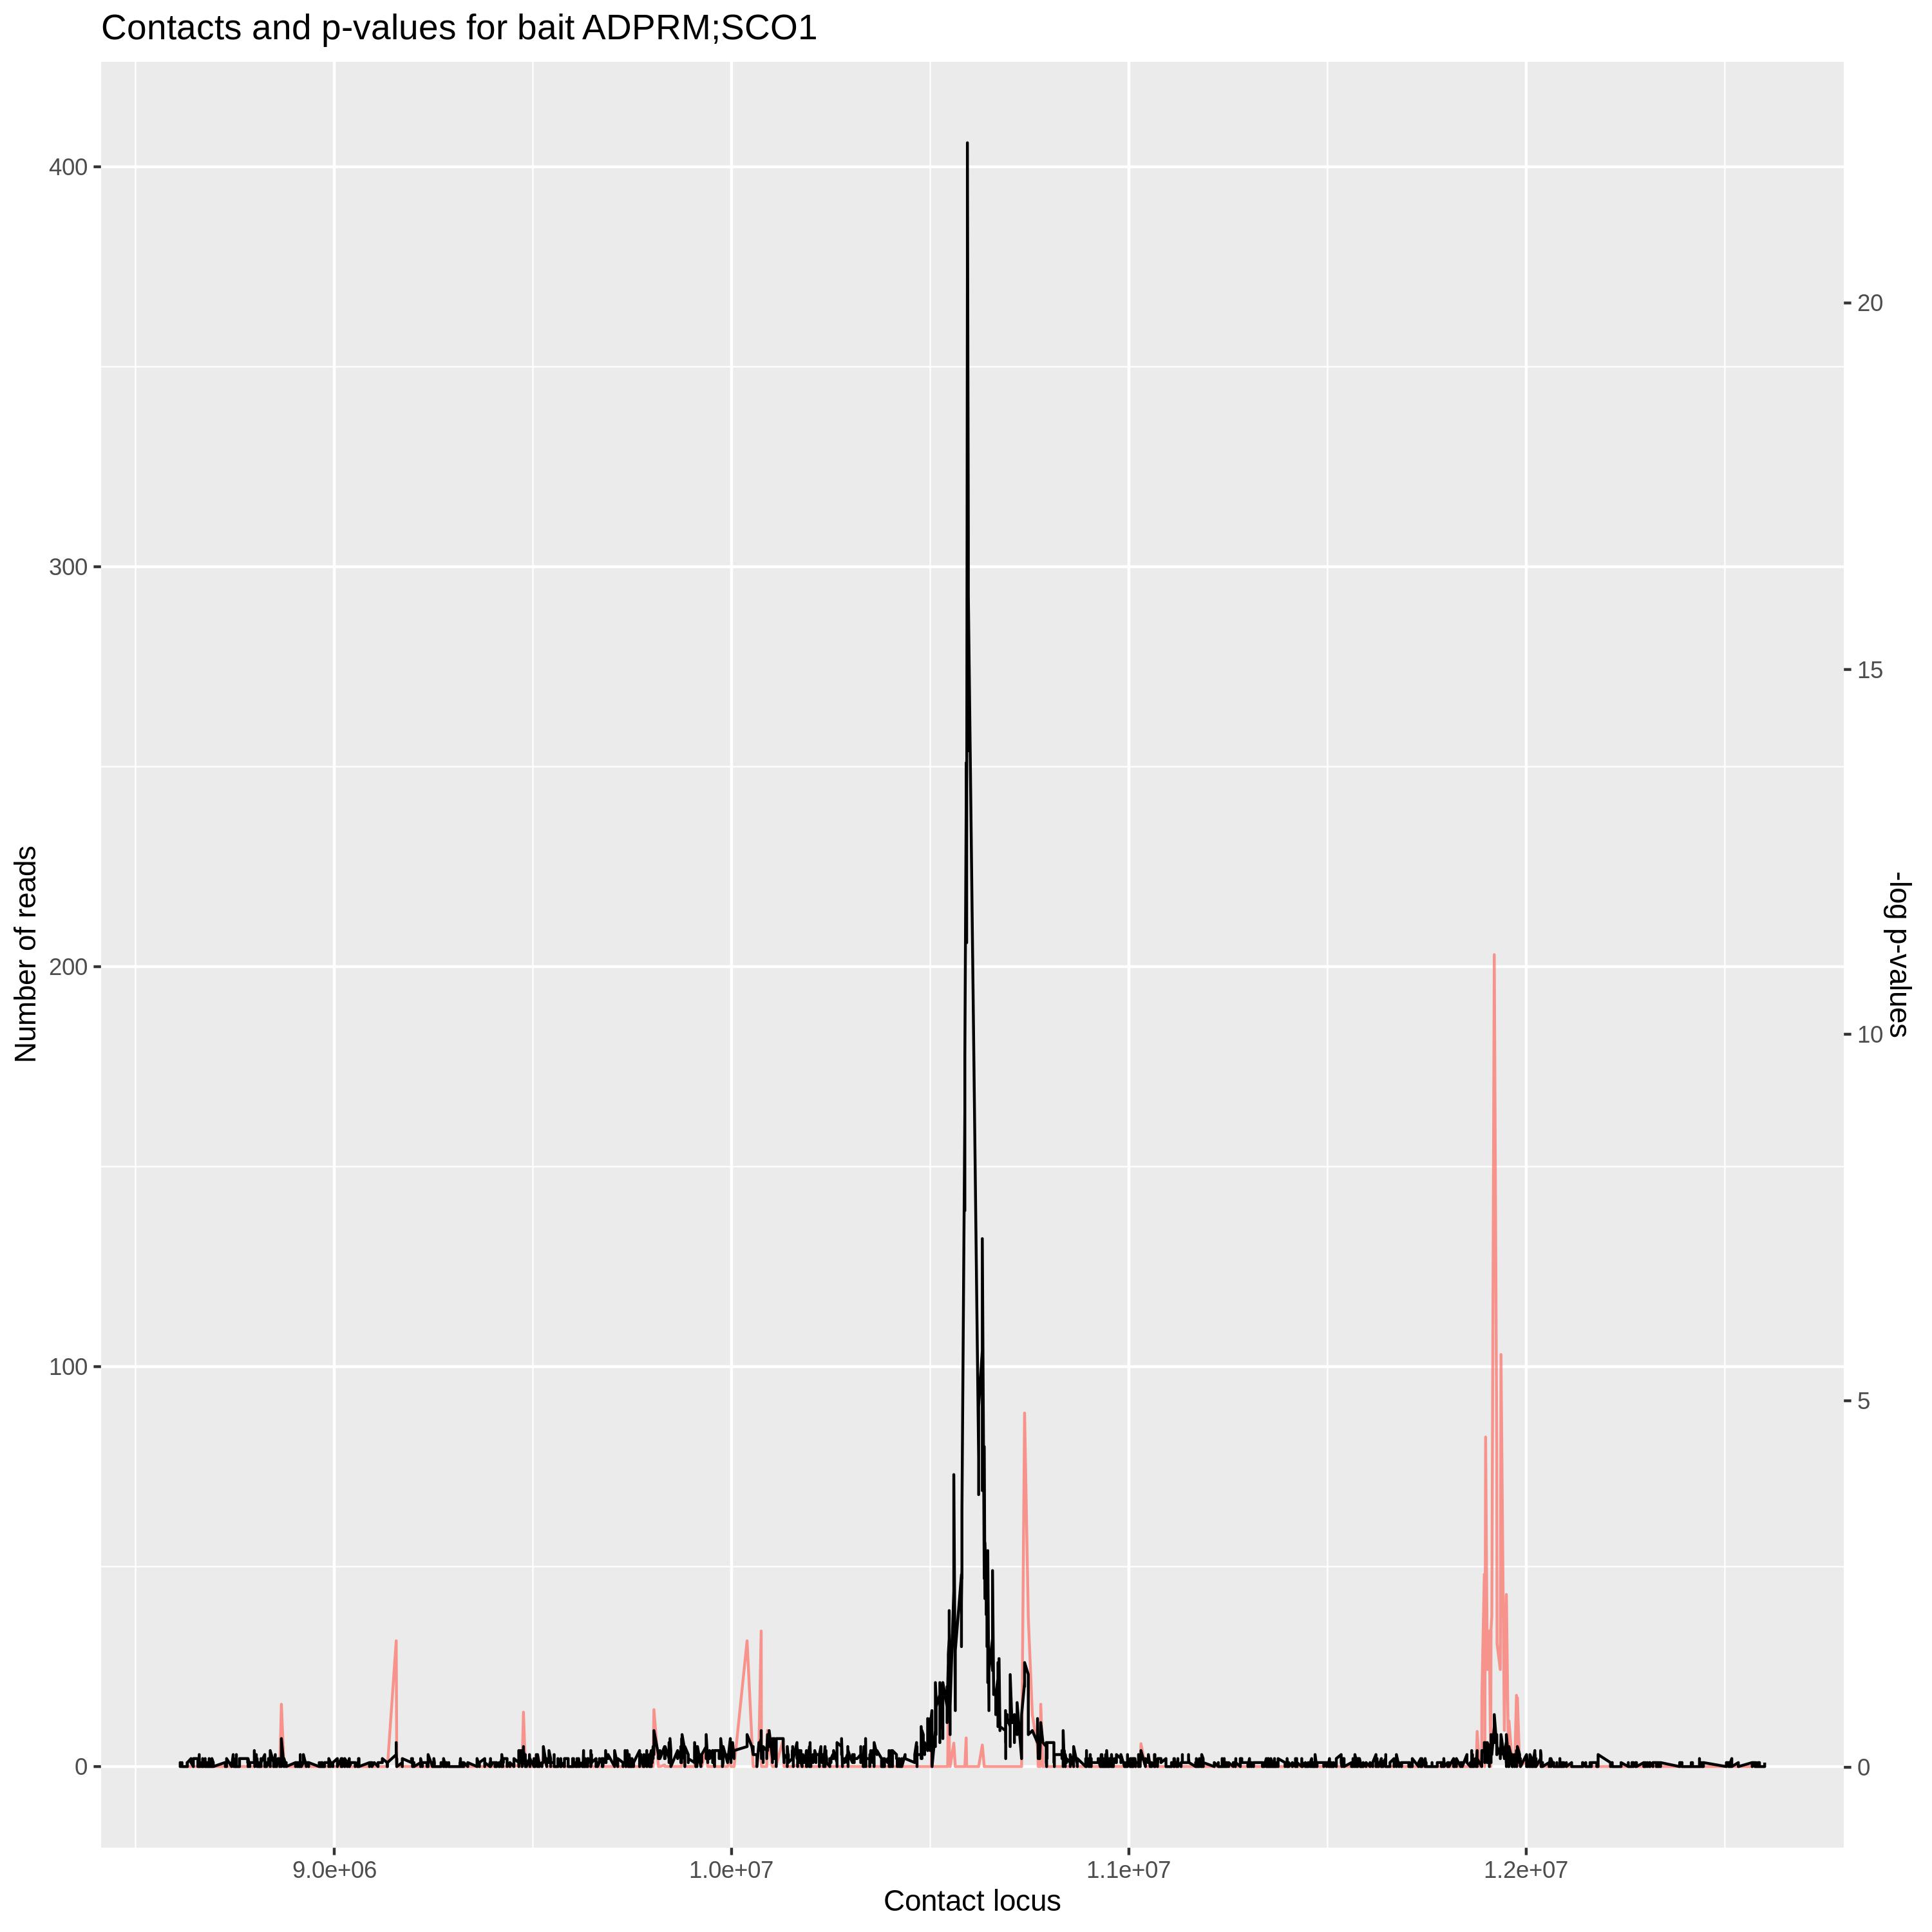 Contacts and p-values for bait ADPRM;SCO1
400
300
200
100
0
Number of reads
20
15
10
5
0
-log p-values
9.0e+06
1.0e+07
1.1e+07
1.2e+07
Contact locus